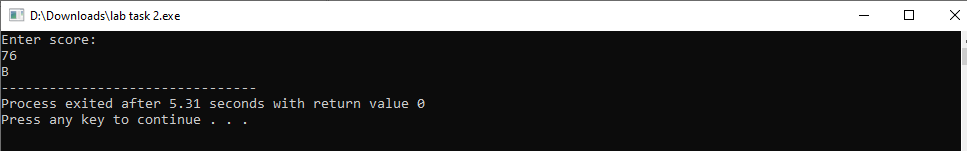 D:\Downloads\lab task 2.exe
Enter score:
76
B
--------------------------------
Process exited after 5.31 seconds with return value 0
Press any key to continue . . .